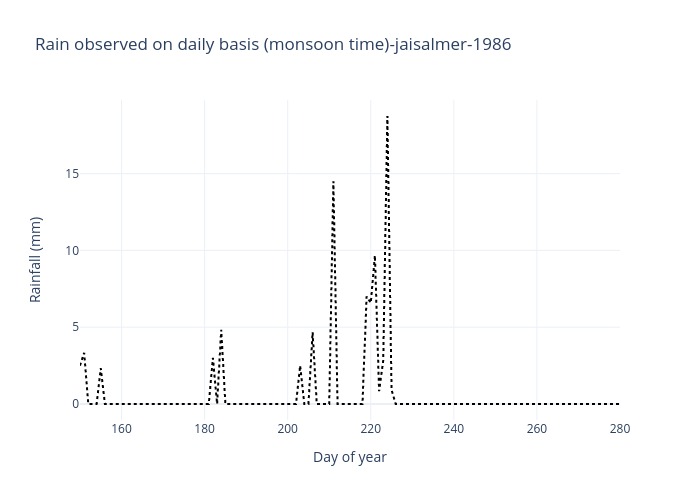 Rain observed on daily basis (monsoon time)-jaisalmer-1986
Rainfall (mm)
15
10
5
0
160 180 200 220 240 260 280
Day of year